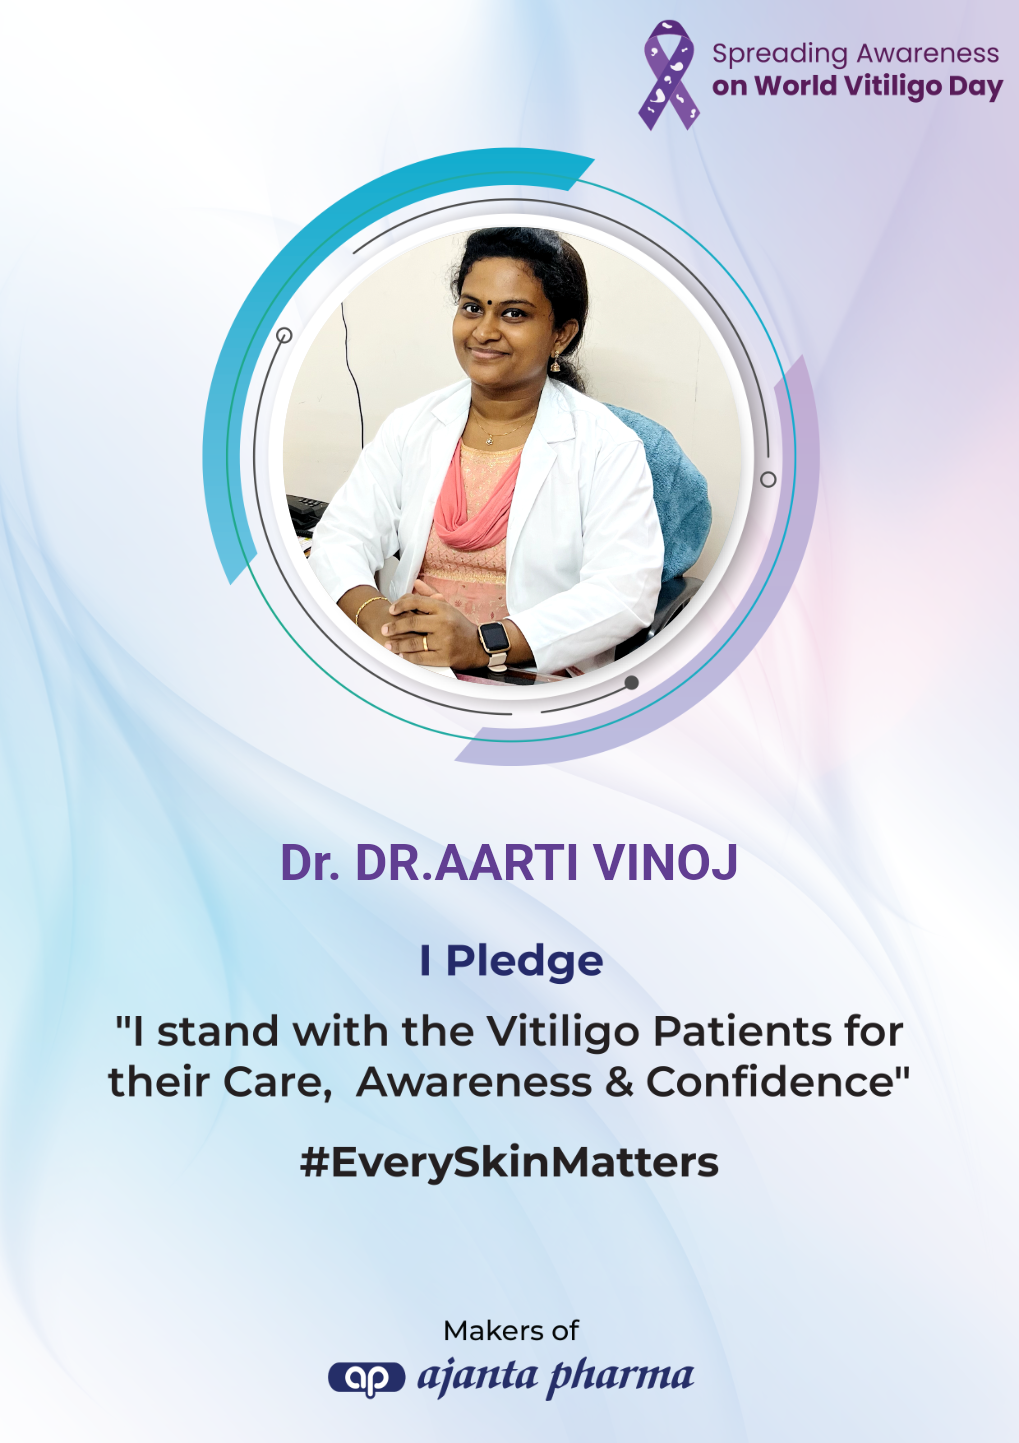 Spreading Awareness
on World Vitiligo Day
Dr. DR.AARTI VINOJ
I Pledge
"I stand with the Vitiligo Patients for
their Care, Awareness & Confidence"
#EverySkinMatters
Makers of
ap ajanta pharma